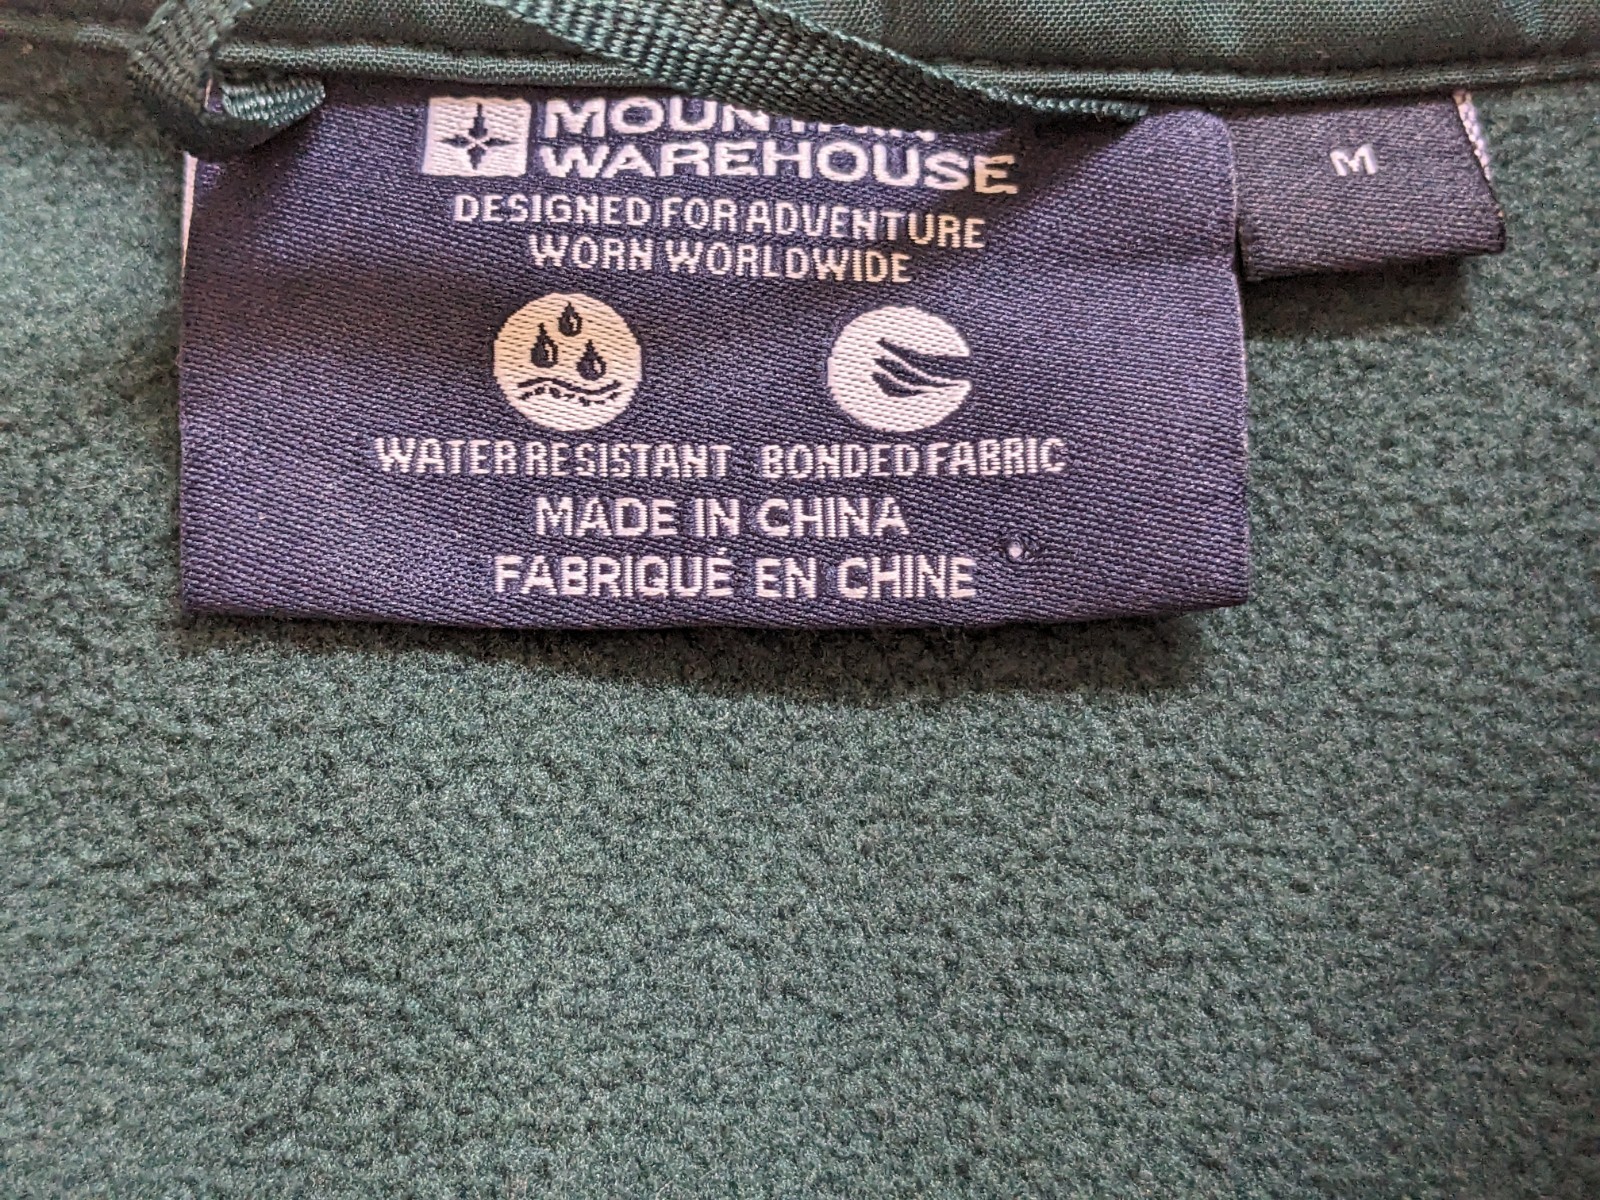 MOUNTAIN
WAREHOUSE
DESIGNED FOR ADVENTURE
WORN WORLDWIDE
WATER RESISTANT BONDED FABRIC
MADE IN CHINA
FABRIQUÉ EN CHINE
M